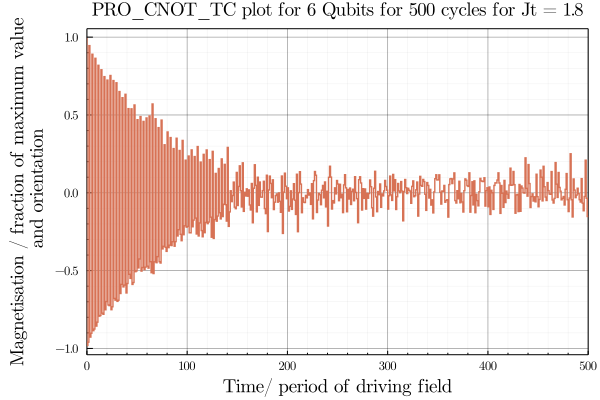 PRO_CNOT_TC plot for 6 Qubits for 500 cycles for Jt = 1.8
Magnetisation / fraction of maximum value
and orientation
1.0
0.5
0.0
−0.5
−1.0
0 100 200 300 400 500
Time/ period of driving field